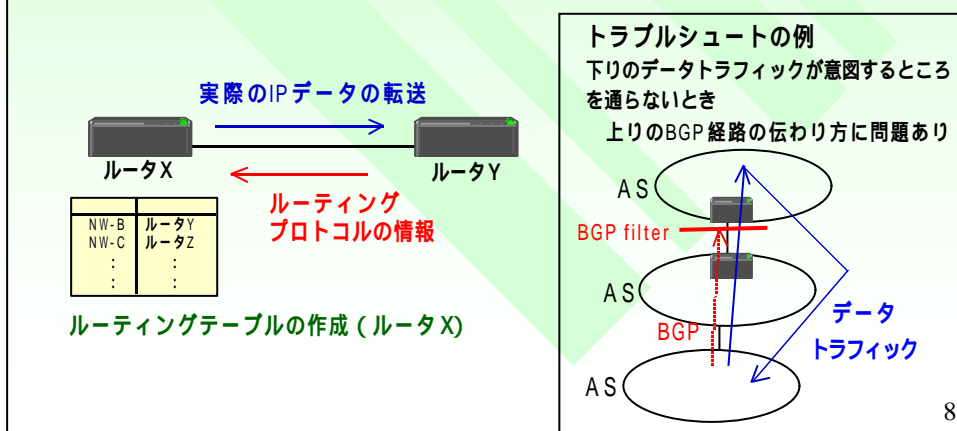 実際のIPデータの転送
ルータX
ルータY
ルーティング
プロトコルの情報
NW-B ルータY
NW-C ルータZ
: :
: :
ルーティングテーブルの作成(ルータX)
トラブルシュートの例
下りのデータトラフィックが意図するところ
を通らないとき
上りのBGP経路の伝わり方に問題あり
AS
BGP filter
AS
BGP
データ
トラフィック
AS
8